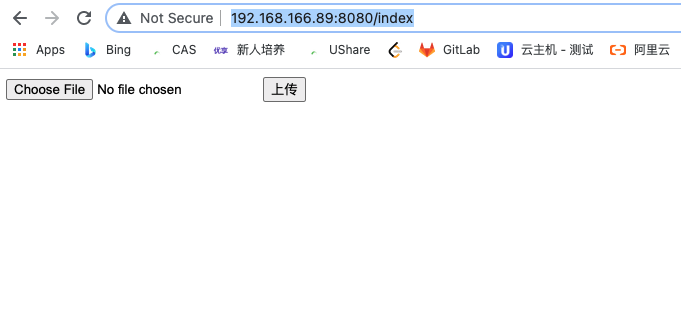 Not Secure 192.168.166.89:8080/index
Apps Bing CAS 优享 新人培养 UShare GitLab U 云主机 - 测试 阿里云
Choose File No file chosen 上传